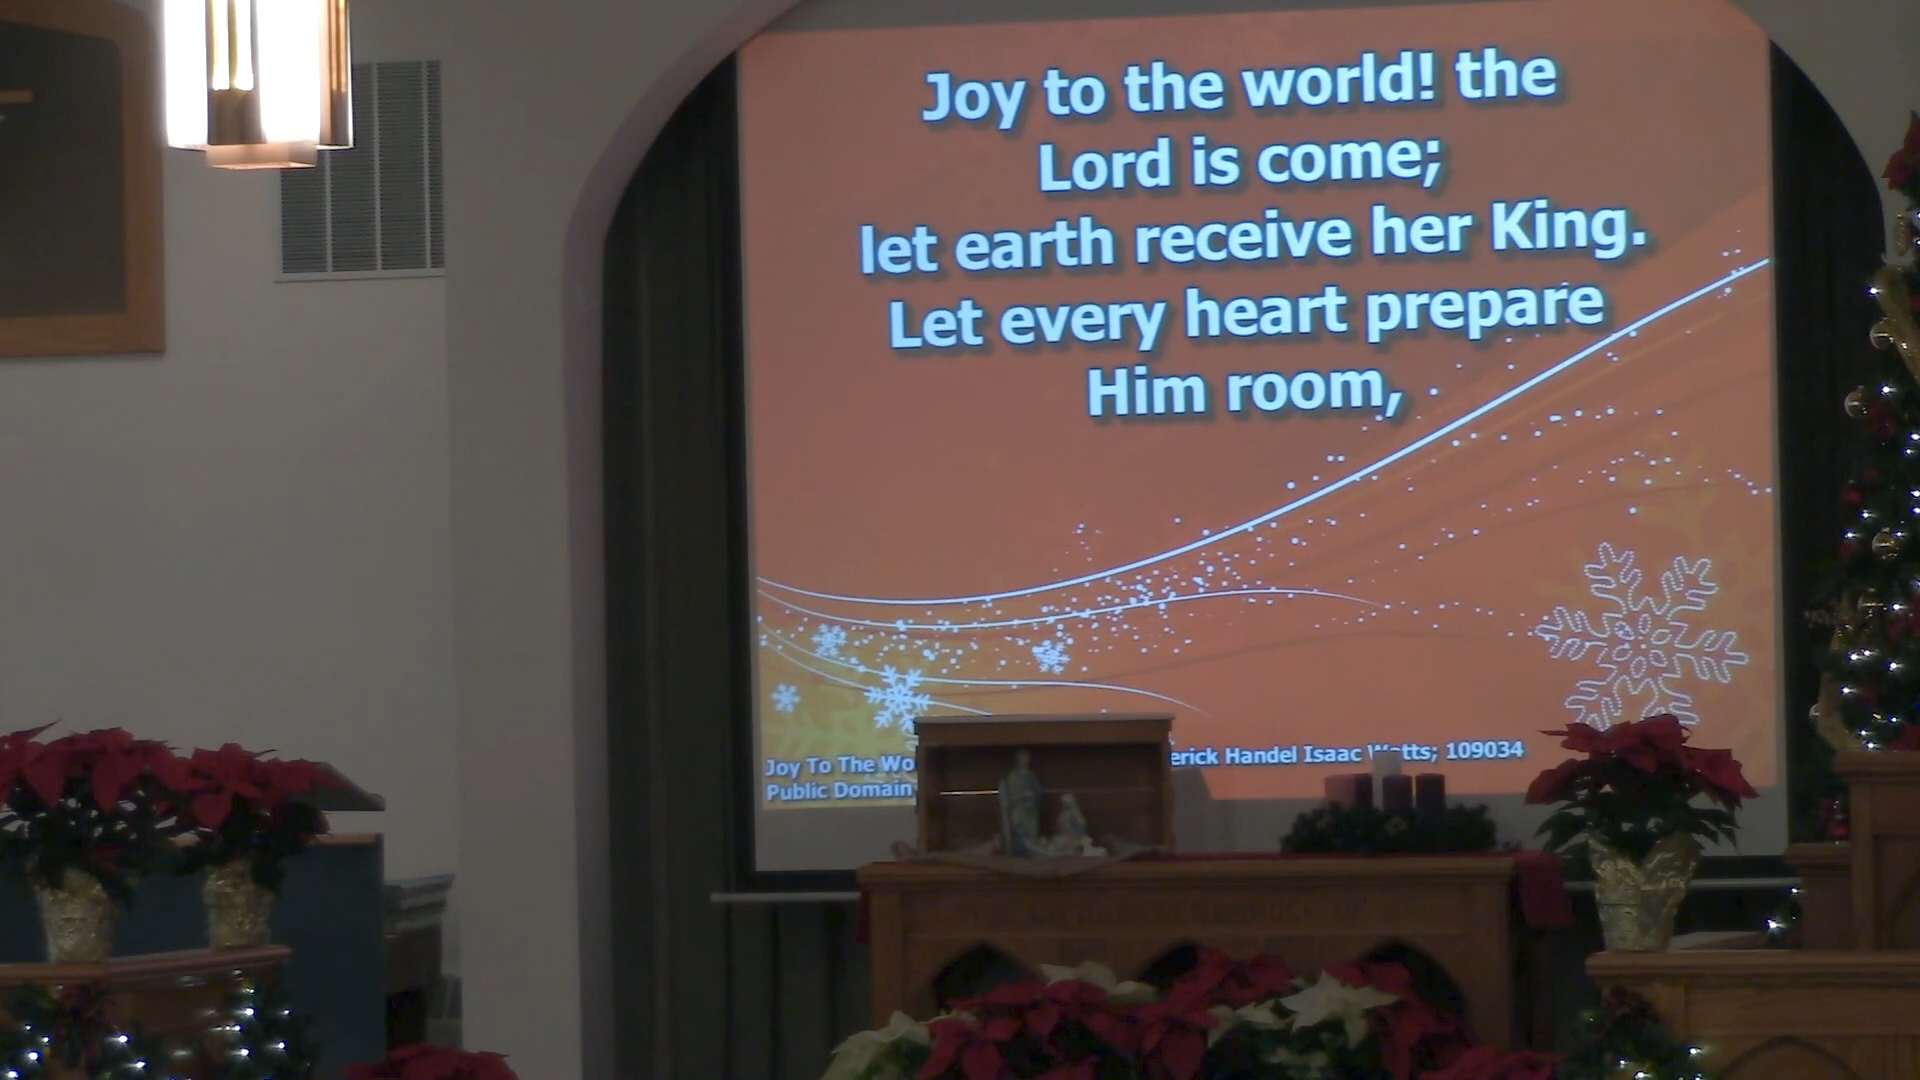 Joy to the world! the
Lord is come;
let earth receive her King.
Let every heart prepare
Him room,
Joy To The Wo
erick Handel Isaac Watts; 109034
Public Domain